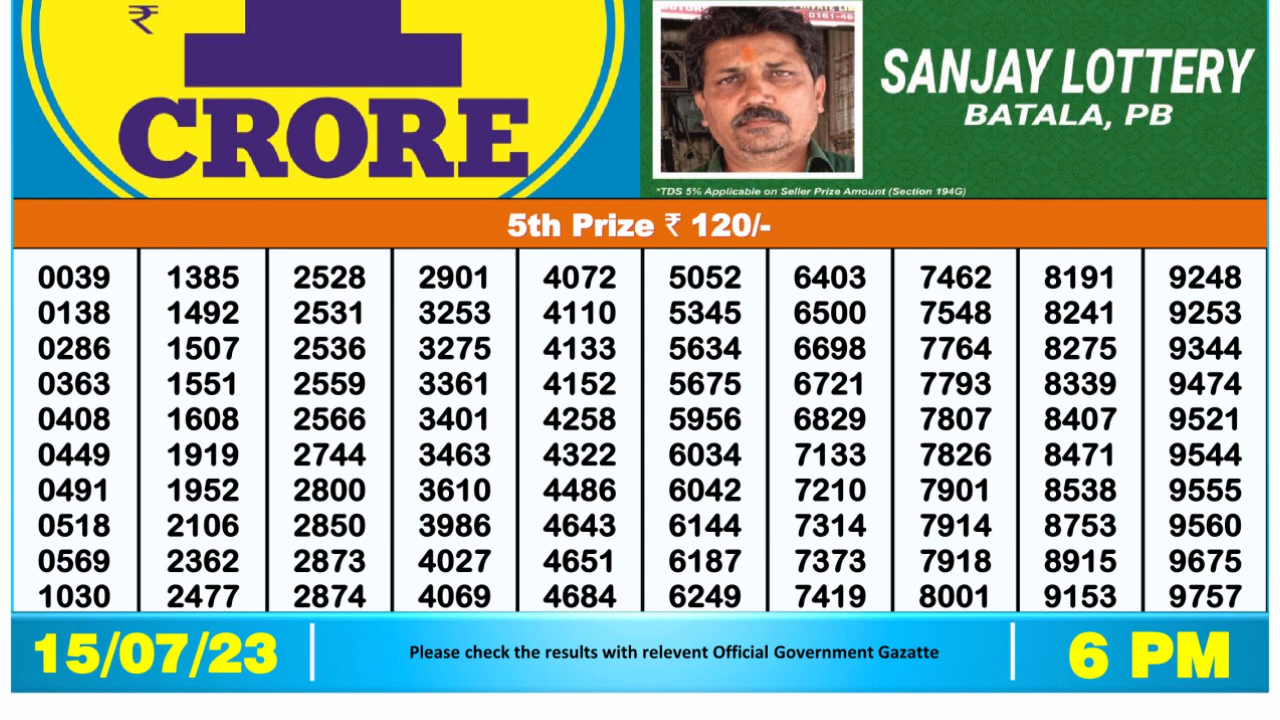 ₹
1
CRORE
0161-46
SANJAY LOTTERY
BATALA, PB
*TDS 5% Applicable on Seller Prize Amount (Section 194G)
5th Prize ₹ 120/-
0039 1385 2528 2901 4072 5052 6403 7462 8191 9248
0138 1492 2531 3253 4110 5345 6500 7548 8241 9253
0286 1507 2536 3275 4133 5634 6698 7764 8275 9344
0363 1551 2559 3361 4152 5675 6721 7793 8339 9474
0408 1608 2566 3401 4258 5956 6829 7807 8407 9521
0449 1919 2744 3463 4322 6034 7133 7826 8471 9544
0491 1952 2800 3610 4486 6042 7210 7901 8538 9555
0518 2106 2850 3986 4643 6144 7314 7914 8753 9560
0569 2362 2873 4027 4651 6187 7373 7918 8915 9675
1030 2477 2874 4069 4684 6249 7419 8001 9153 9757
15/07/23
Please check the results with relevent Official Government Gazatte
6 PM